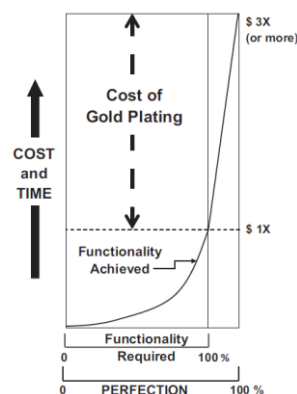 $ 3X
(or more)
Cost of
Gold Plating
COST
and
TIME
$ 1X
Functionality
Achieved
Functionality
0 Required 100 %
0 PERFECTION 100 %